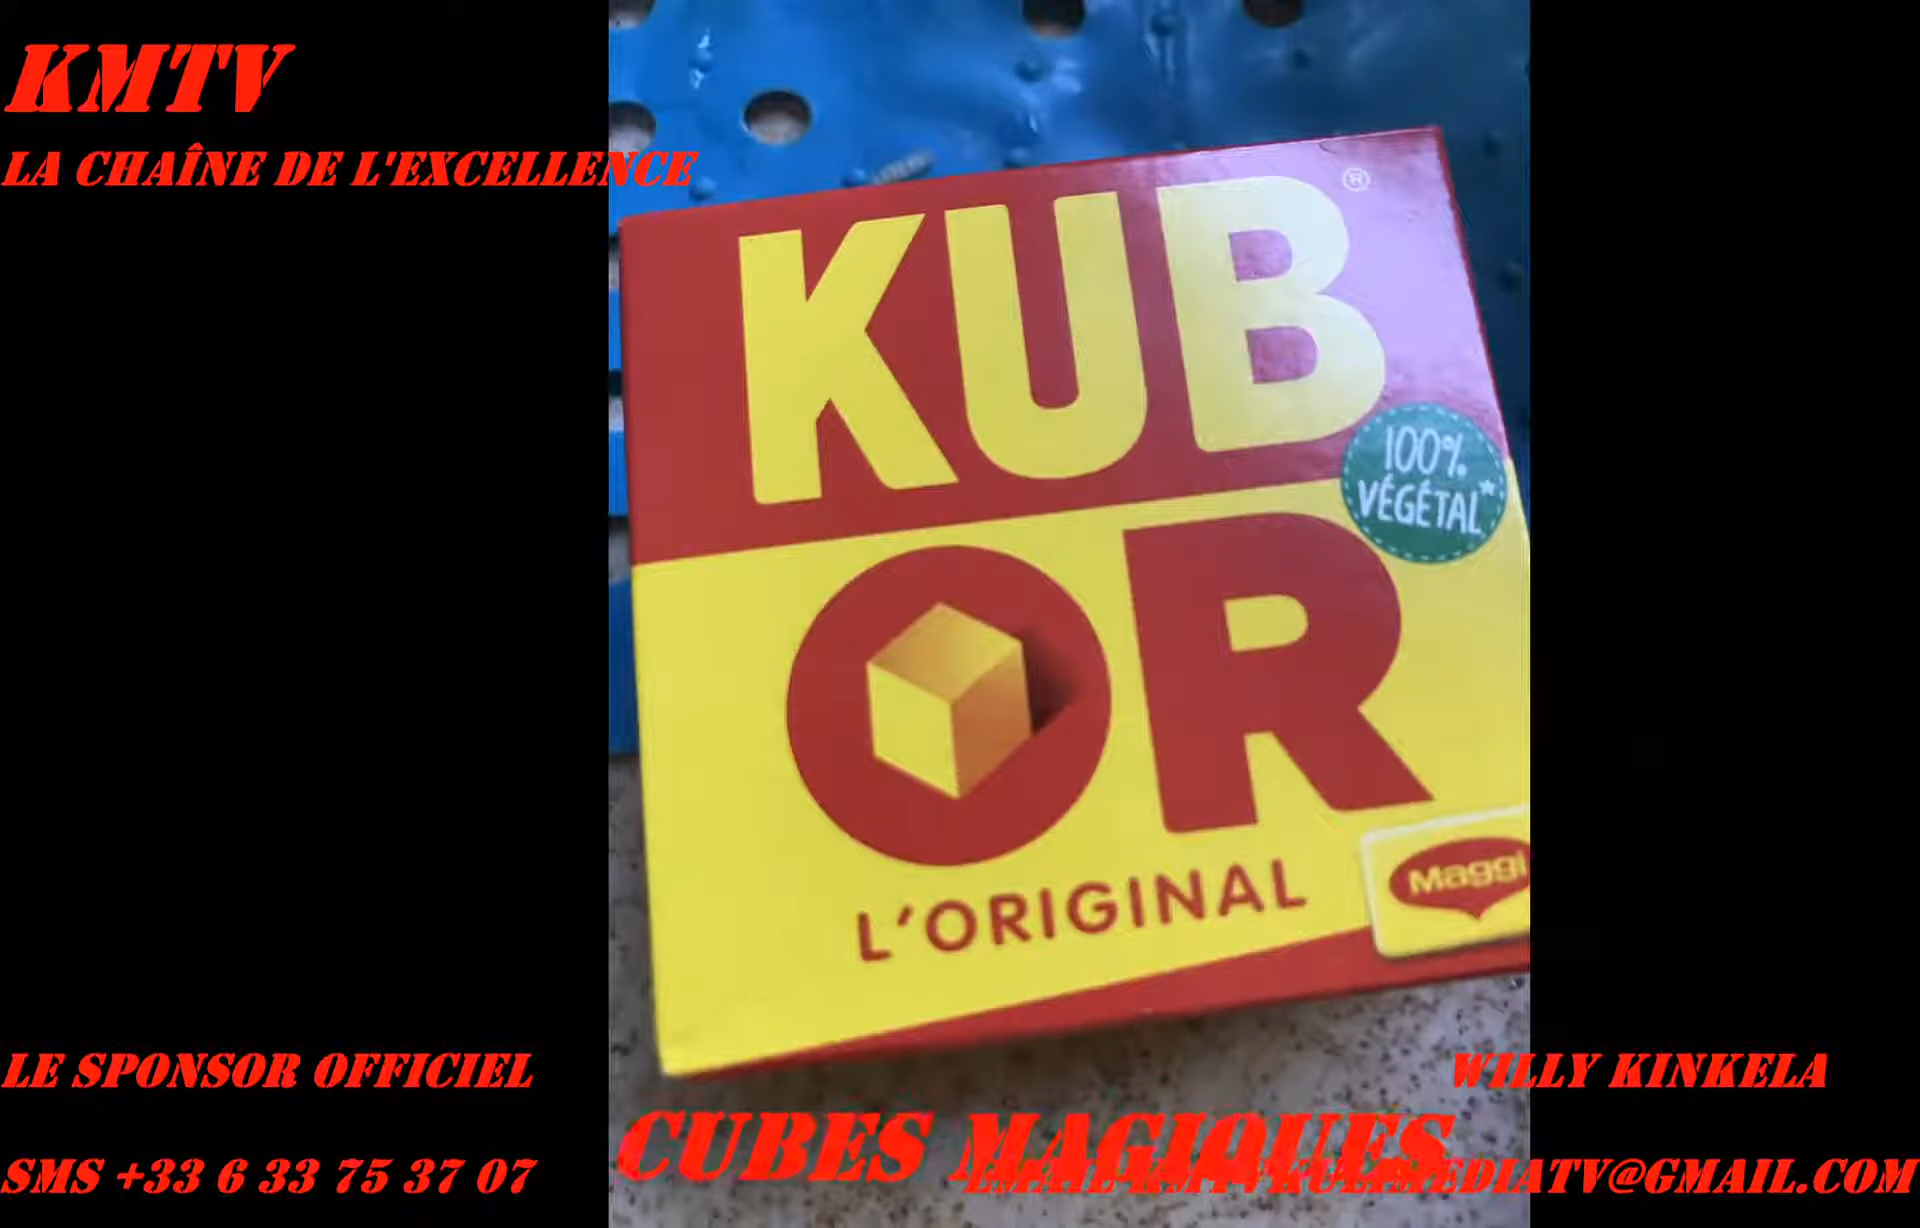 KMTV
LA CHAÎNE DE L'EXCELLENCE
KUB
®
100%
VÉGÉTAL*
OR
Maggi
L'ORIGINAL
LE SPONSOR OFFICIEL
WILLY KINKELA
CUBES MAGIQUES
SMS +33 6 33 75 37 07